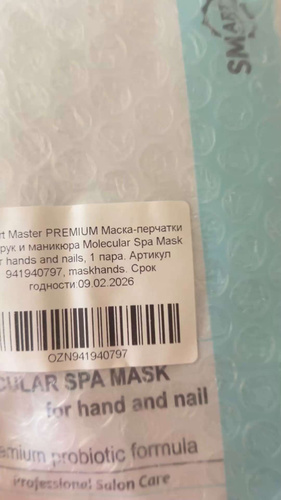 SMART
rt Master PREMIUM Маска-перчатки
рук и маникюра Molecular Spa Mask
r hands and nails, 1 пара. Артикул
941940797, maskhands. Срок
годности 09.02.2026
OZN941940797
CULAR SPA MASK
for hand and nail
emium probiotic formula
Professional Salon Care